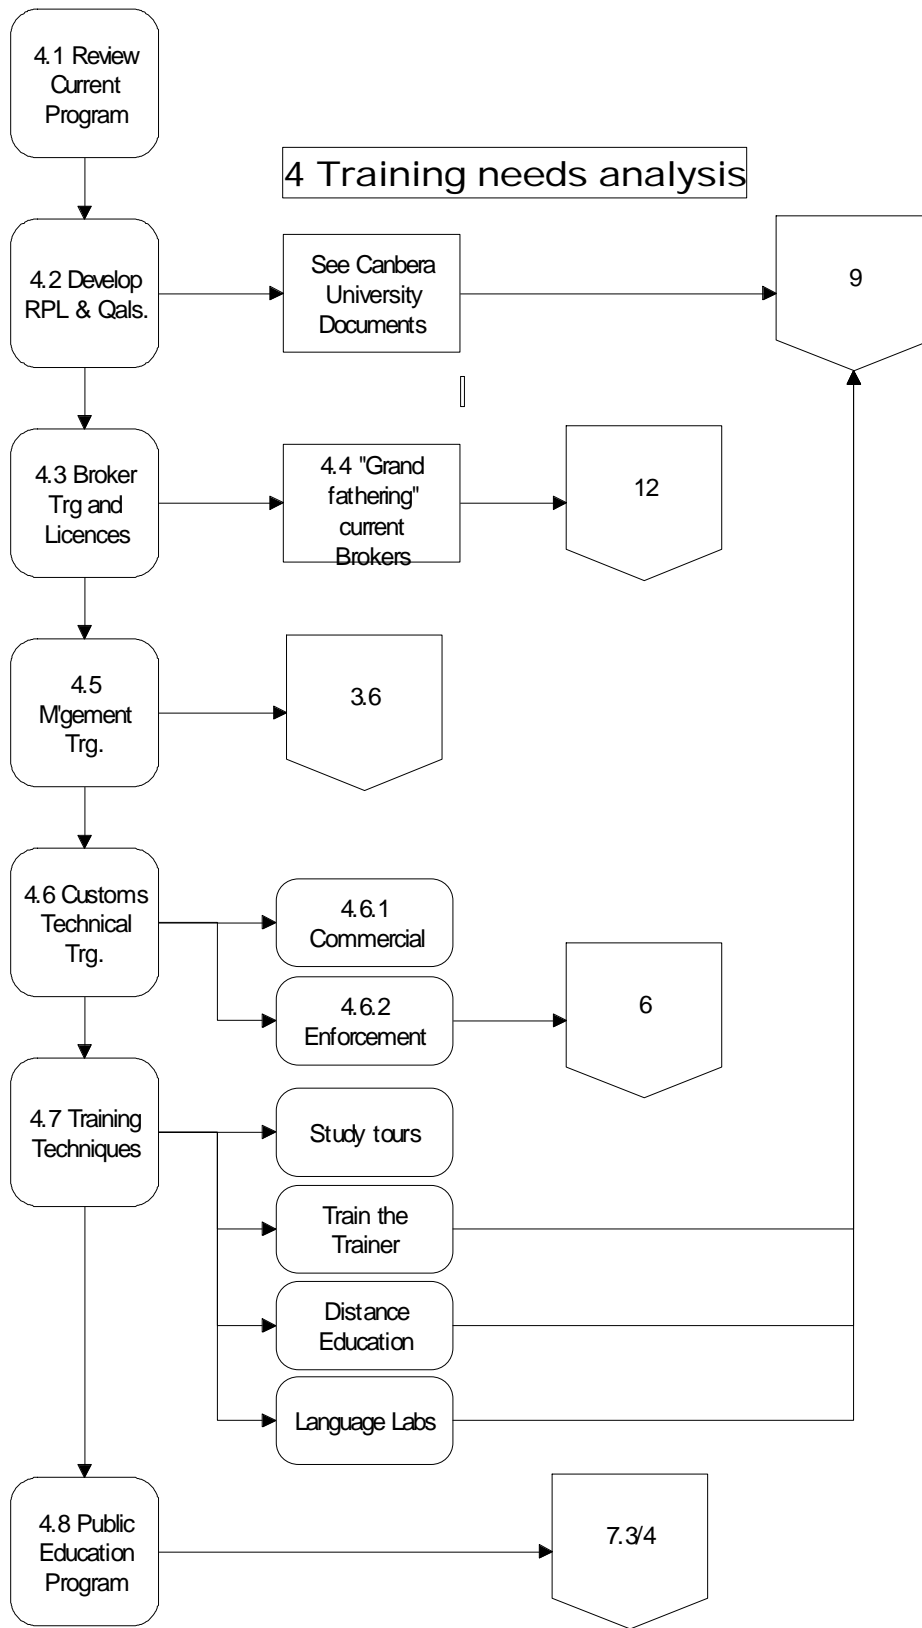 4.1 Review
Current
Program
4 Training needs analysis
4.2 Develop
RPL & Qals.
See Canbera
University
Documents
9
4.3 Broker
Trg and
Licences
4.4 "Grand
fathering"
current
Brokers
12
4.5
M'gement
Trg.
3.6
4.6 Customs
Technical
Trg.
4.6.1
Commercial
4.6.2
Enforcement
6
4.7 Training
Techniques
Study tours
Train the
Trainer
Distance
Education
Language Labs
4.8 Public
Education
Program
7.3/4